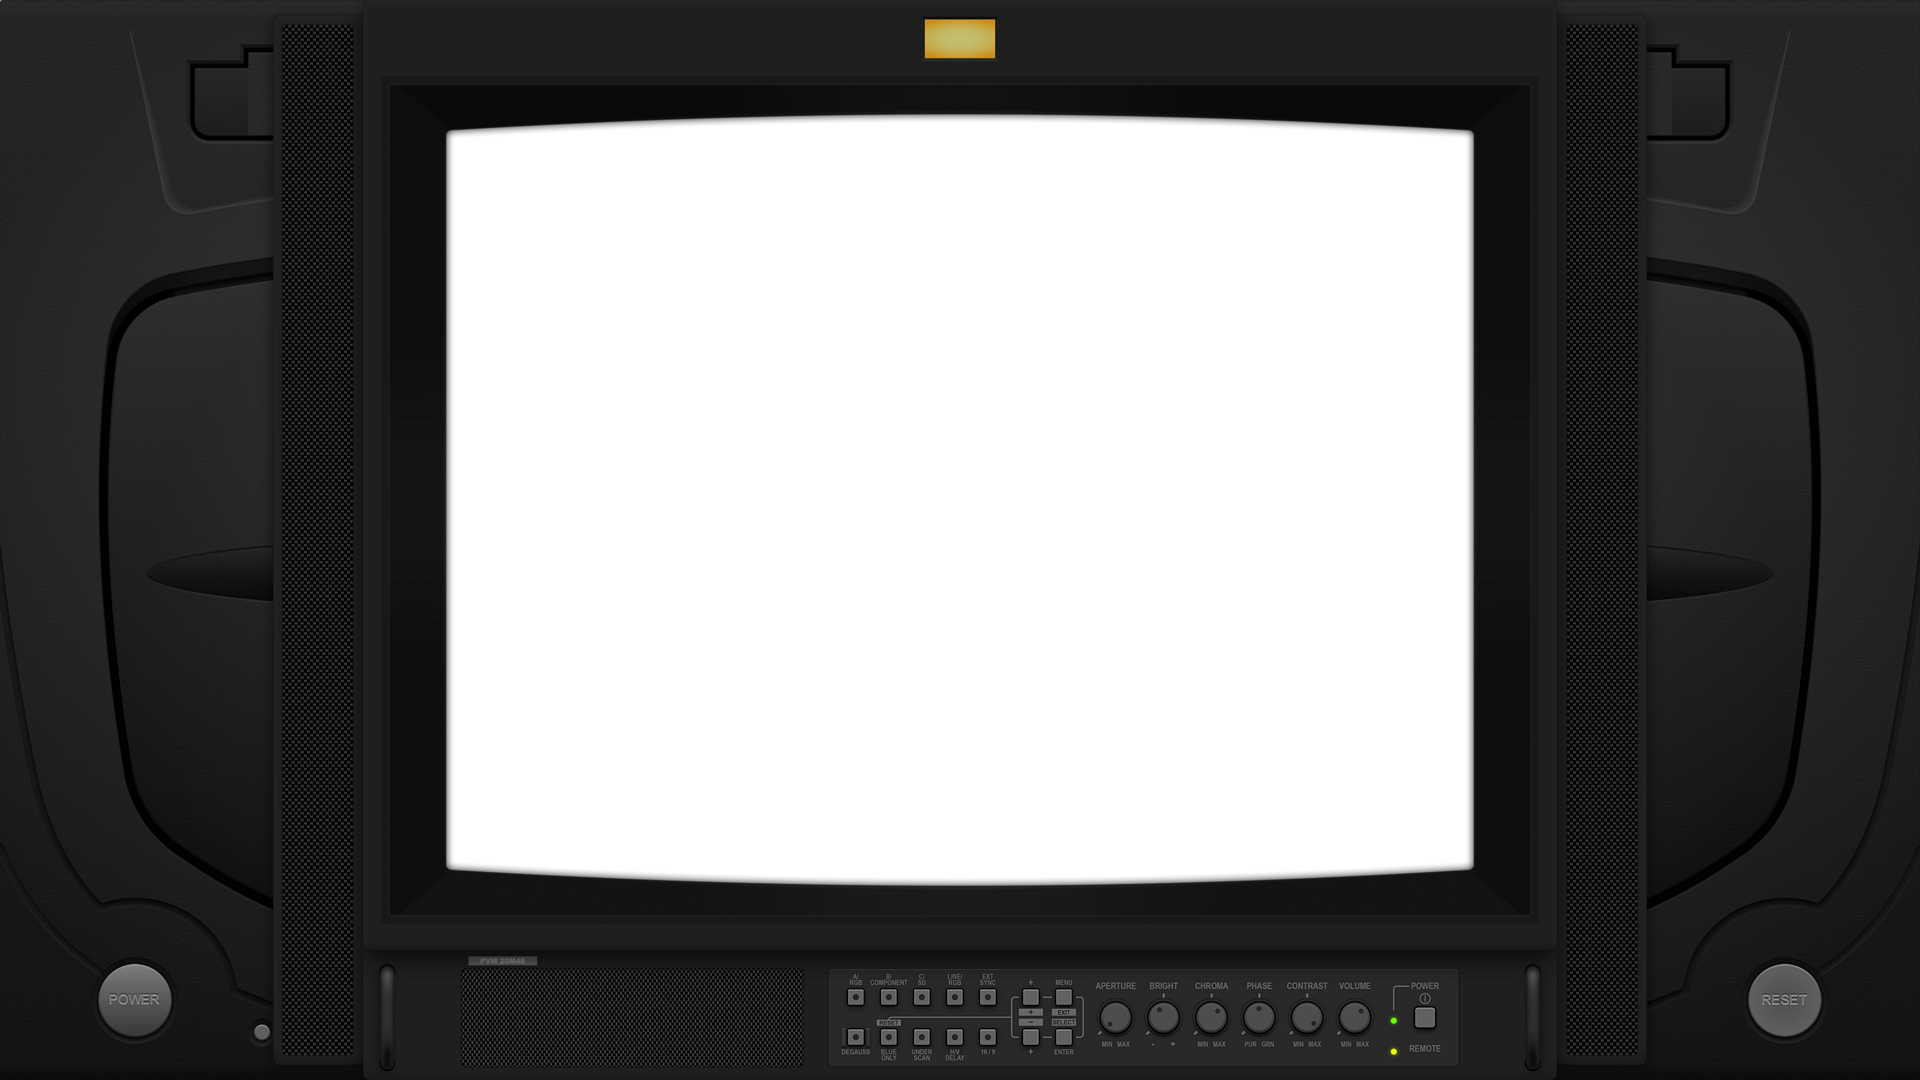 POWER
RESET
PVM 20M4E
A/
RGB
B/
COMPONENT
C/
SD
LINE/
RGB
EXT
SYNC
+
MENU
RESET
+
EXIT
−
SELECT
DEGAUSS
BLUE
ONLY
UNDER
SCAN
H/V
DELAY
16 / 9
+
ENTER
APERTURE
BRIGHT
CHROMA
PHASE
CONTRAST
VOLUME
MIN MAX
- +
MIN MAX
PUR GRN
MIN MAX
MIN MAX
POWER
REMOTE